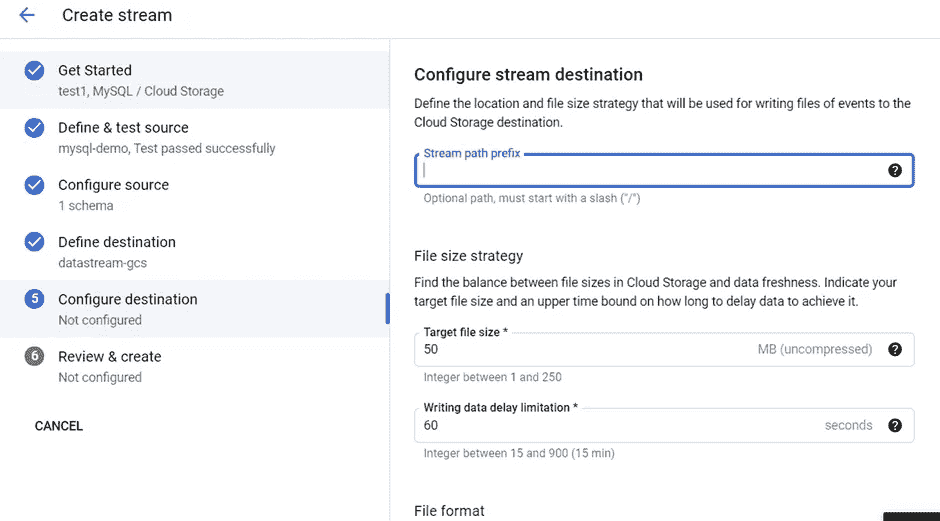 Create stream
Get Started
test1, MySQL / Cloud Storage
Define & test source
mysql-demo, Test passed successfully
Configure source
1 schema
Define destination
datastream-gcs
5
Configure destination
Not configured
6
Review & create
Not configured
CANCEL
Configure stream destination
Define the location and file size strategy that will be used for writing files of events to the
Cloud Storage destination.
Stream path prefix
?
Optional path, must start with a slash ("/")
File size strategy
Find the balance between file sizes in Cloud Storage and data freshness. Indicate your
target file size and an upper time bound on how long to delay data to achieve it.
Target file size *
50 MB (uncompressed) ?
Integer between 1 and 250
Writing data delay limitation *
60 seconds ?
Integer between 15 and 900 (15 min)
File format